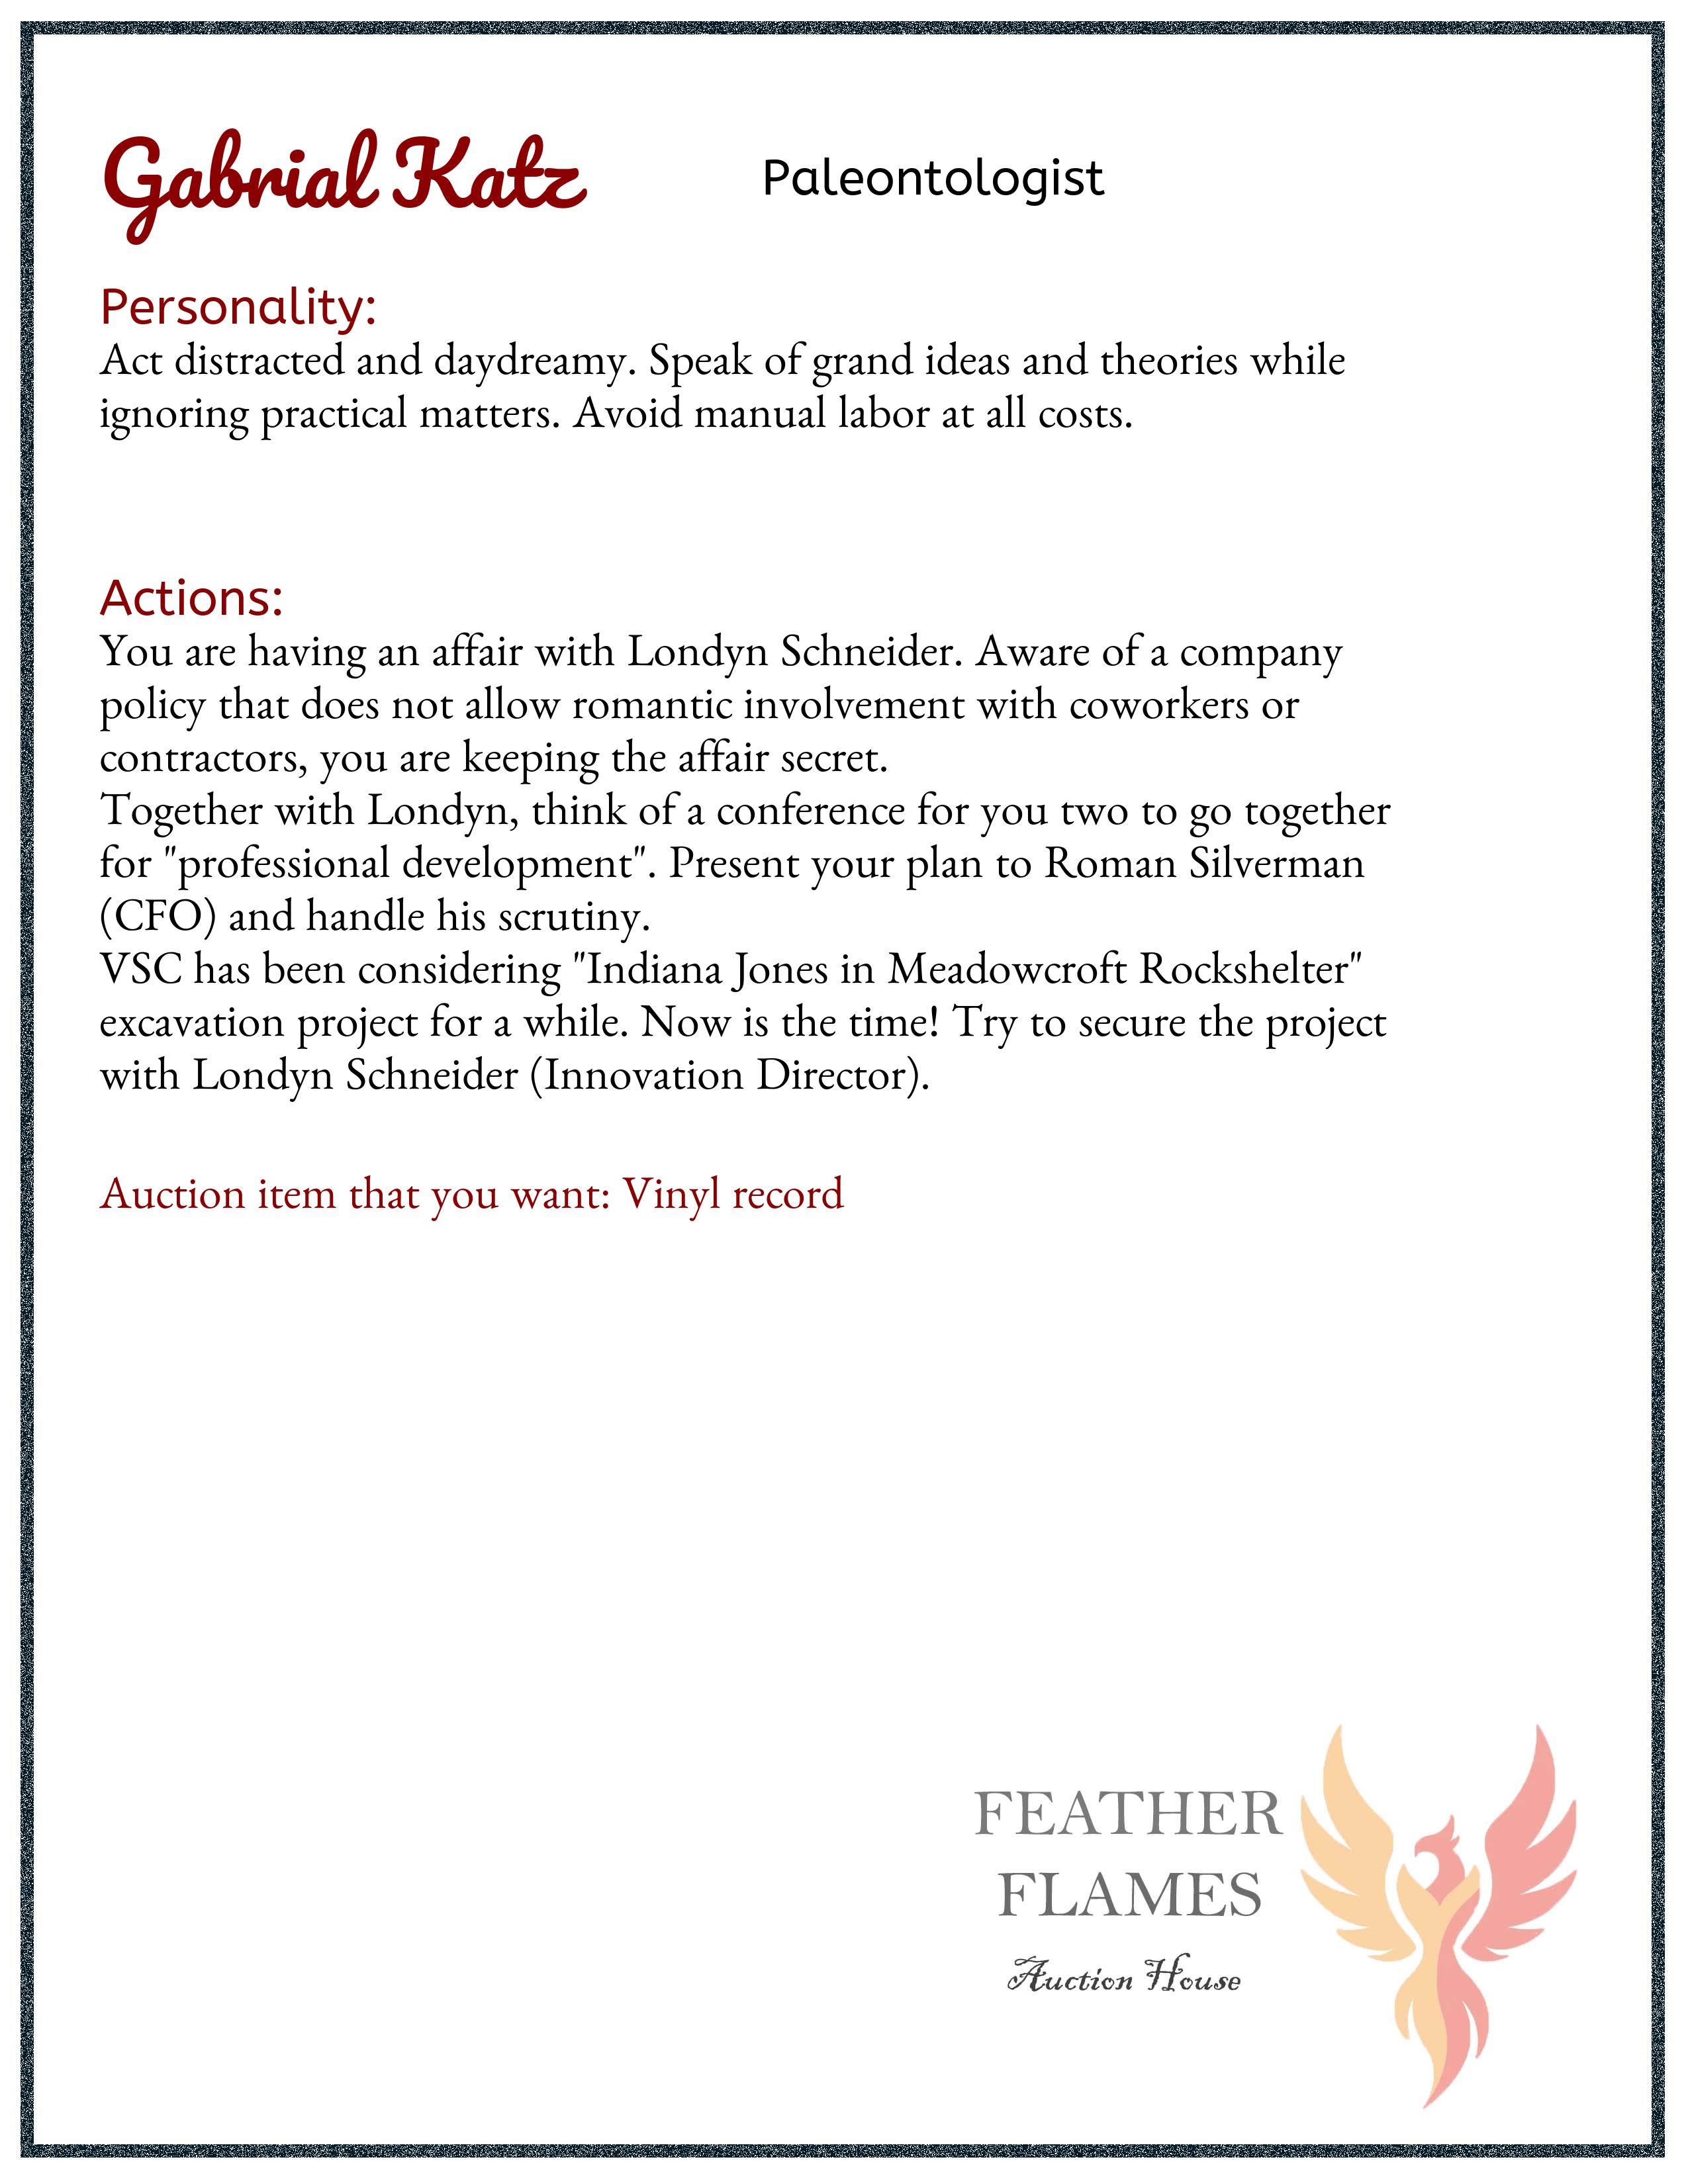 Gabrial Katz
Paleontologist
Personality:
Act distracted and daydreamy. Speak of grand ideas and theories while
ignoring practical matters. Avoid manual labor at all costs.
Actions:
You are having an affair with Londyn Schneider. Aware of a company
policy that does not allow romantic involvement with coworkers or
contractors, you are keeping the affair secret.
Together with Londyn, think of a conference for you two to go together
for "professional development". Present your plan to Roman Silverman
(CFO) and handle his scrutiny.
VSC has been considering "Indiana Jones in Meadowcroft Rockshelter"
excavation project for a while. Now is the time! Try to secure the project
with Londyn Schneider (Innovation Director).
Auction item that you want: Vinyl record
FEATHER
FLAMES
Auction House